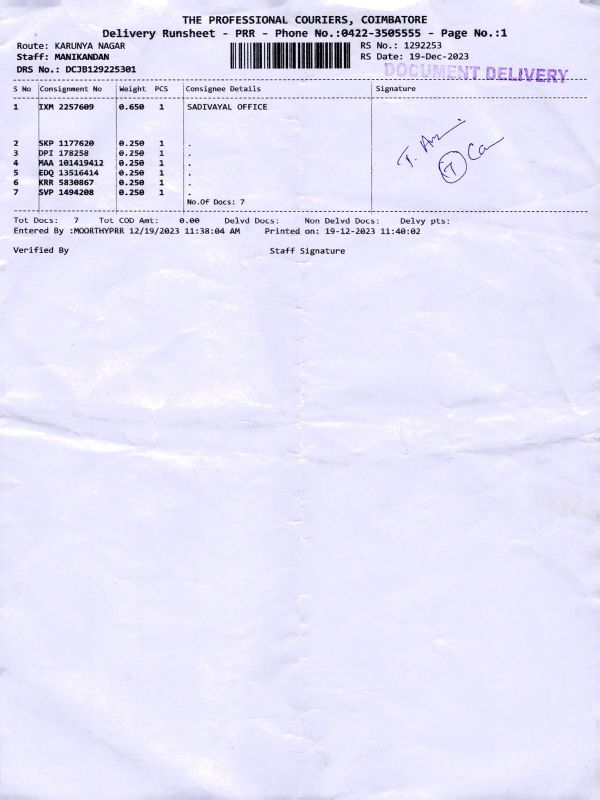 THE PROFESSIONAL COURIERS, COIMBATORE
Delivery Runsheet - PRR - Phone No.:0422-3505555 - Page No.:1
Route: KARUNYA NAGAR RS No.: 1292253
Staff: MANIKANDAN RS Date: 19-Dec-2023
DRS No.: DCJB129225301 DOCUMENT DELIVERY
S No Consignment No Weight PCS Consignee Details Signature
1 IXM 2257609 0.650 1 SADIVAYAL OFFICE
2 SKP 1177620 0.250 1 .
3 DPI 178258 0.250 1 .
4 MAA 101419412 0.250 1 .
5 EDQ 13516414 0.250 1 .
6 KRR 5830867 0.250 1 .
7 SVP 1494208 0.250 1 .
No.Of Docs: 7
Tot Docs: 7 Tot COD Amt: 0.00 Delvd Docs: Non Delvd Docs: Delvy pts:
Entered By :MOORTHYPRR 12/19/2023 11:38:04 AM Printed on: 19-12-2023 11:40:02
Verified By Staff Signature